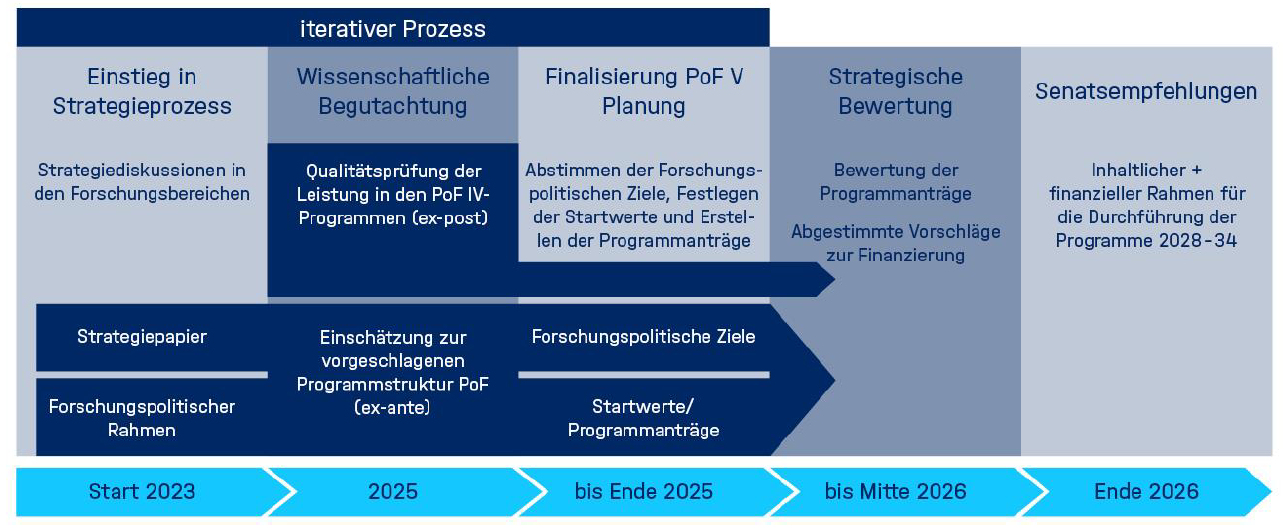 iterativer Prozess
Einstieg in
Strategieprozess
Wissenschaftliche
Begutachtung
Finalisierung PoF V
Planung
Strategische
Bewertung
Senatsempfehlungen
Strategiediskussionen in
den Forschungsbereichen
Qualitätsprüfung der
Leistung in den PoF IV-
Programmen (ex-post)
Abstimmen der Forschungs-
politischen Ziele, Festlegen
der Startwerte und Erstel-
len der Programmanträge
Bewertung der
Programmanträge
Abgestimmte Vorschläge
zur Finanzierung
Inhaltlicher +
finanzieller Rahmen für
die Durchführung der
Programme 2028-34
Strategiepapier
Forschungspolitischer
Rahmen
Einschätzung zur
vorgeschlagenen
Programmstruktur PoF
(ex-ante)
Forschungspolitische Ziele
Startwerte/
Programmanträge
Start 2023
2025
bis Ende 2025
bis Mitte 2026
Ende 2026